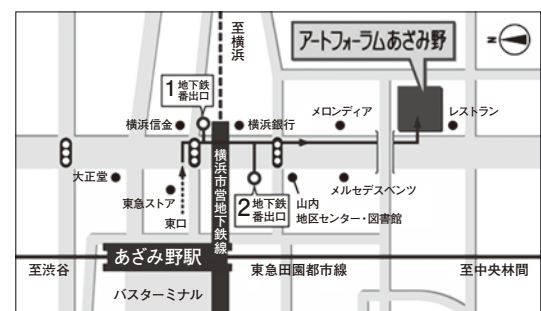 至横浜
アートフォーラムあざみ野
N
1 地下鉄
番出口
横浜信金
横浜銀行
メロンディア
レストラン
横浜市営地下鉄線
大正堂
東急ストア
東口
2 地下鉄
番出口
山内
地区センター・図書館
メルセデスベンツ
あざみ野駅
至渋谷
東急田園都市線
至中央林間
バスターミナル